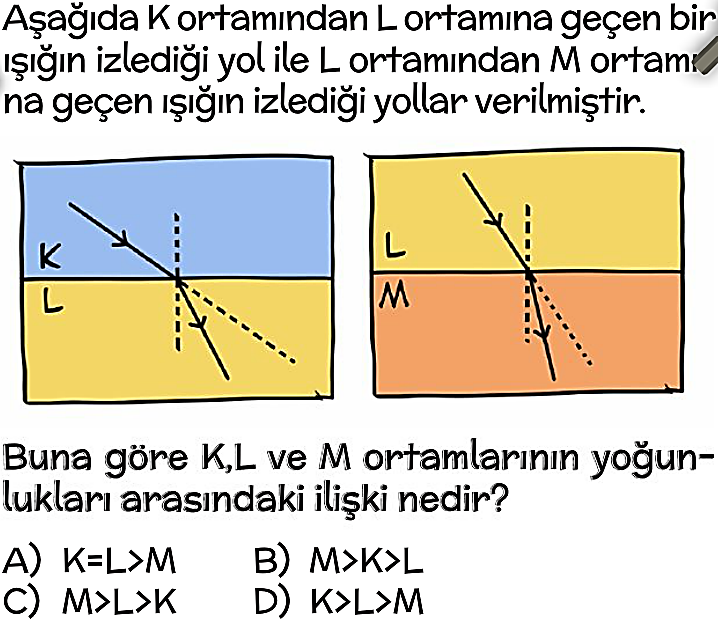 Aşağıda K ortamından L ortamına geçen bir
ışığın izlediği yol ile L ortamından M ortamı
na geçen ışığın izlediği yollar verilmiştir.
K
L
L
M
Buna göre K,L ve M ortamlarının yoğun-
lukları arasındaki ilişki nedir?
A) K=L>M B) M>K>L
C) M>L>K D) K>L>M